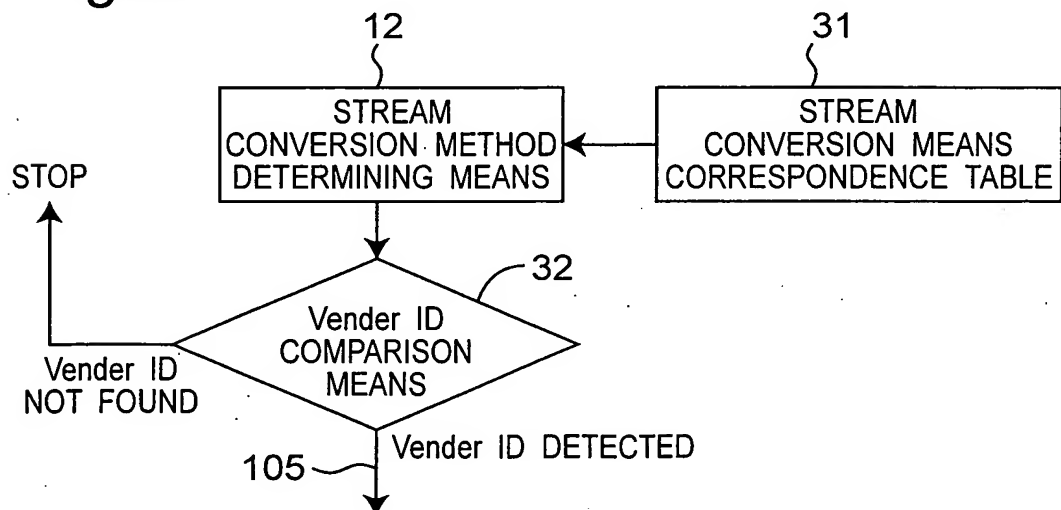 12
31
STREAM
CONVERSION METHOD
DETERMINING MEANS
STREAM
CONVERSION MEANS
CORRESPONDENCE TABLE
STOP
32
Vender ID
COMPARISON
MEANS
Vender ID
NOT FOUND
Vender ID DETECTED
105